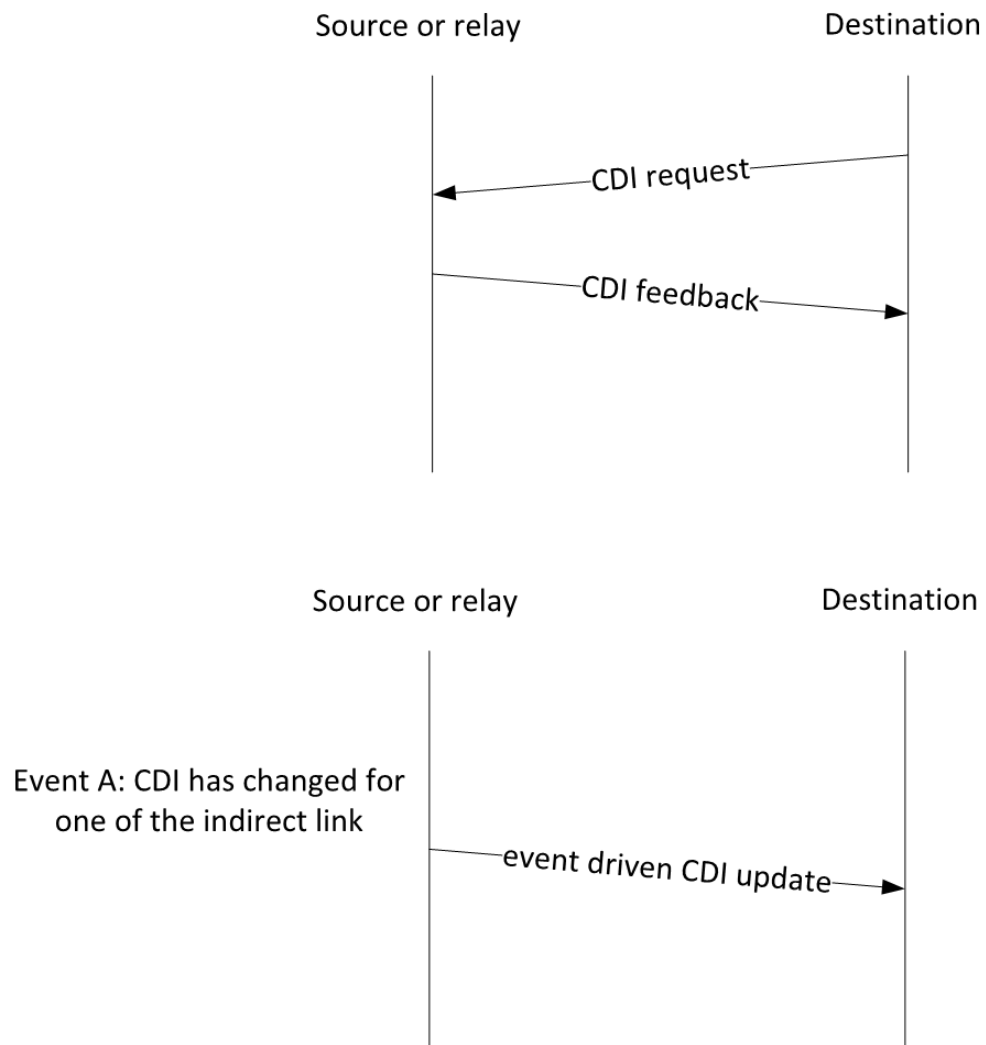 Source or relay
Destination
CDI request
CDI feedback
Source or relay
Destination
Event A: CDI has changed for
one of the indirect link
event driven CDI update